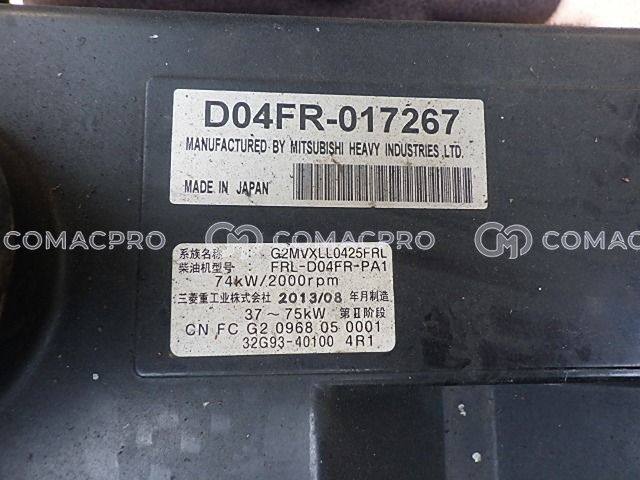 D04FR-017267
MANUFACTURED BY MITSUBISHI HEAVY INDUSTRIES LTD.
MADE IN JAPAN
COMACPRO COMACPRO COMACPRO
系族名称 : G2MVXLL0425FRL
柴油机型号 : FRL-D04FR-PA1
74kW/2000rpm
三菱重工业株式会社 2013/08 年月制造
37～75kW 第Ⅱ阶段
CN FC G2 0968 05 0001
32G93-40100 4R1
COMACPRO COMACPRO COMACPRO